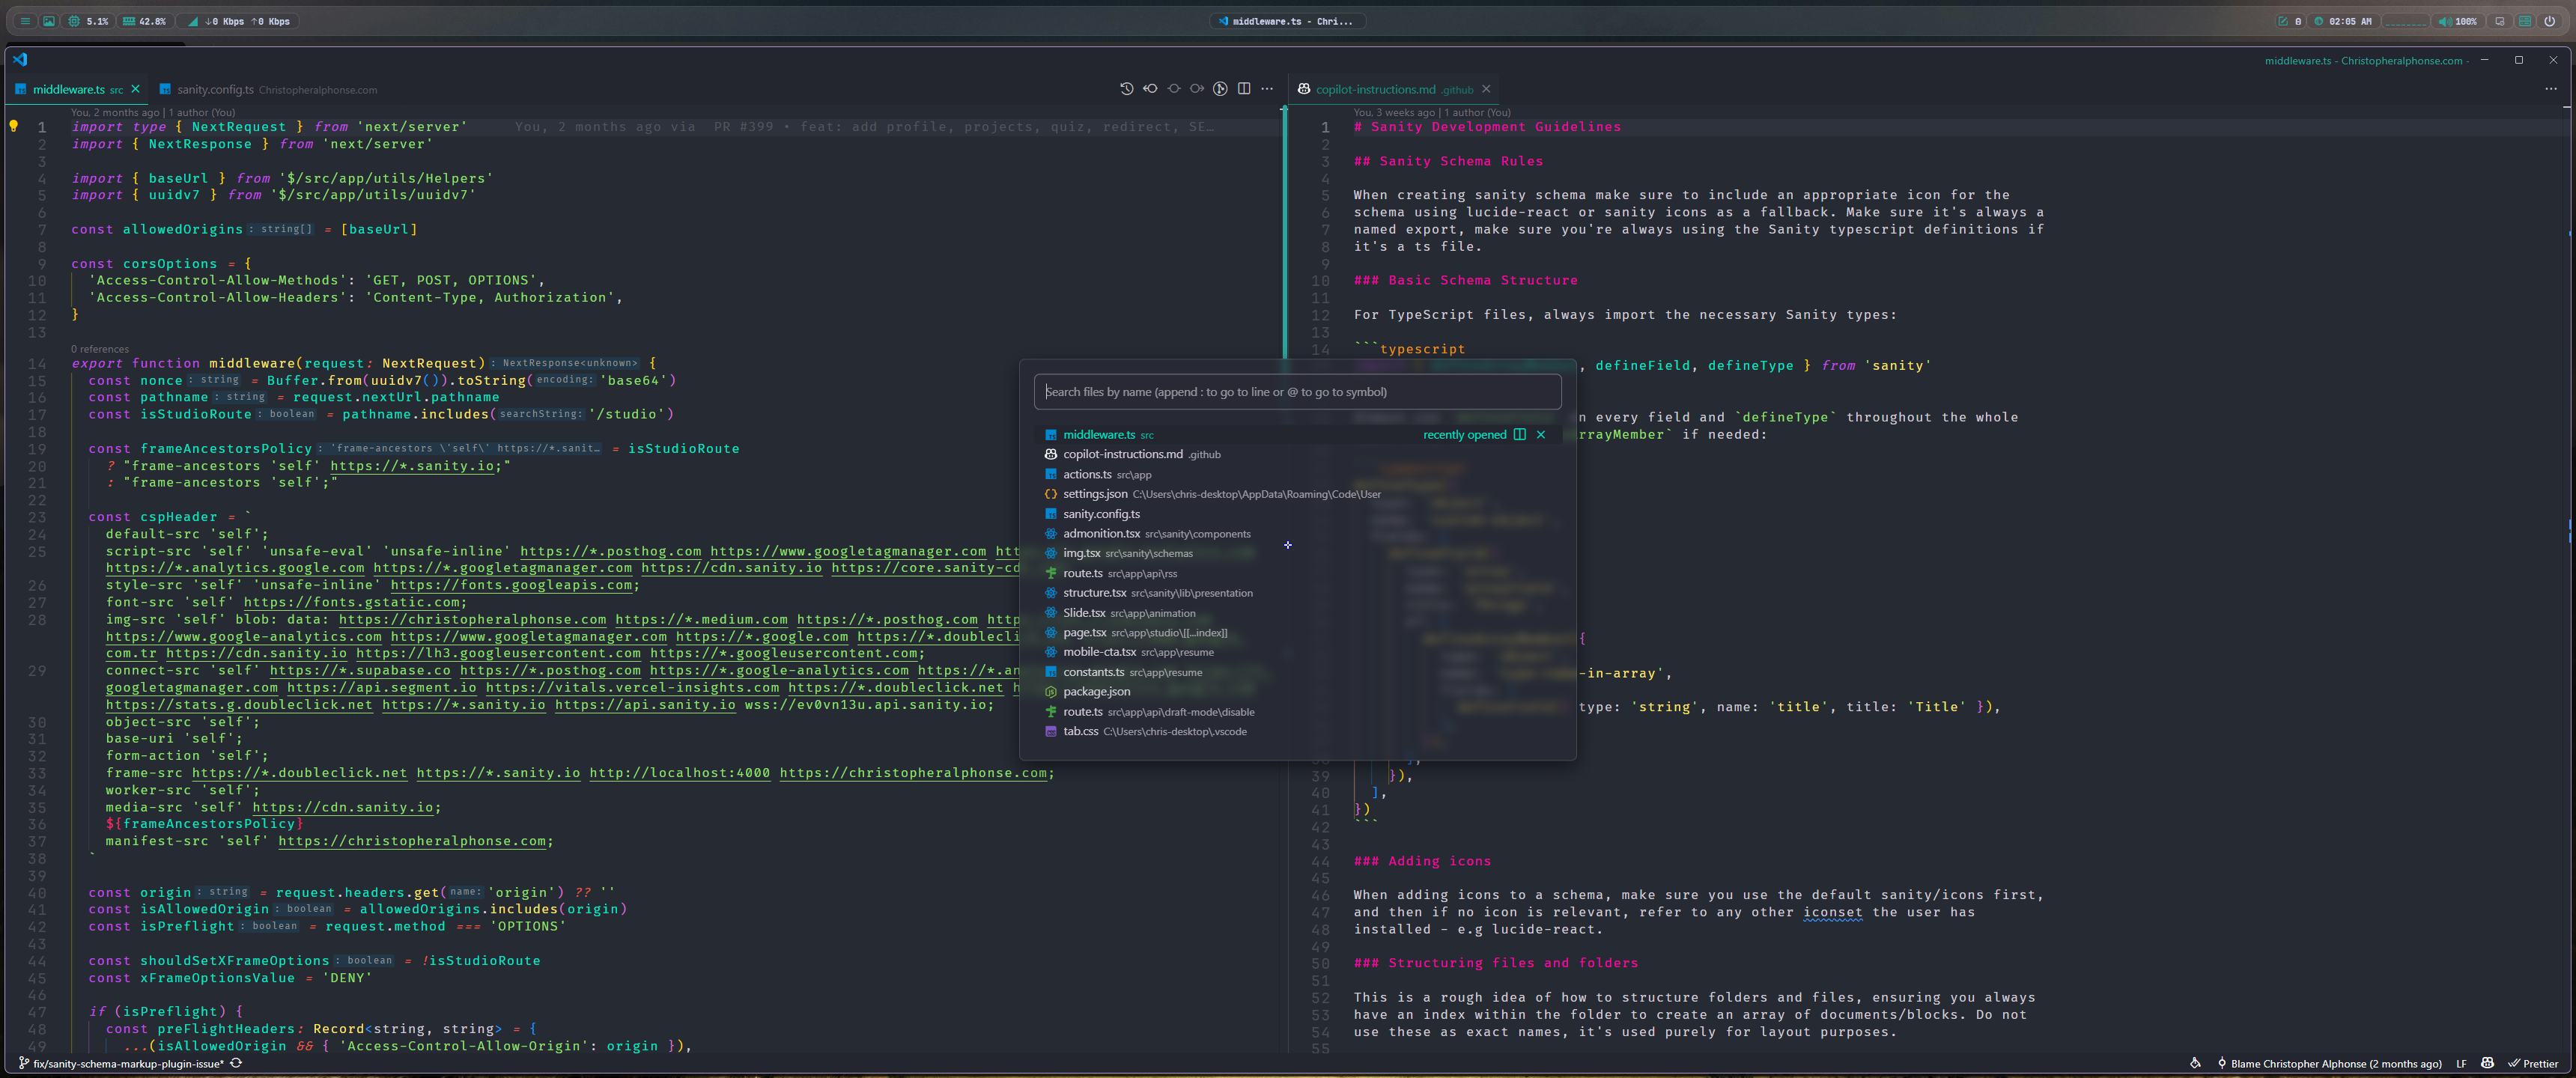 5.1%
42.8%
↓0 Kbps ↑0 Kbps
middleware.ts - Chri...
0
02:05 AM
100%
middleware.ts - Christopheralphonse.com -
middleware.ts src
sanity.config.ts Christopheralphonse.com
You, 2 months ago | 1 author (You)
1 import type { NextRequest } from 'next/server' You, 2 months ago via PR #399 • feat: add profile, projects, quiz, redirect, SE…
2 import { NextResponse } from 'next/server'
3
4 import { baseUrl } from '$/src/app/utils/Helpers'
5 import { uuidv7 } from '$/src/app/utils/uuidv7'
6
7 const allowedOrigins: string[] = [baseUrl]
8
9 const corsOptions = {
10 'Access-Control-Allow-Methods': 'GET, POST, OPTIONS',
11 'Access-Control-Allow-Headers': 'Content-Type, Authorization',
12 }
13
0 references
14 export function middleware(request: NextRequest): NextResponse<unknown> {
15 const nonce: string = Buffer.from(uuidv7()).toString(encoding: 'base64')
16 const pathname: string = request.nextUrl.pathname
17 const isStudioRoute: boolean = pathname.includes(searchString: '/studio')
18
19 const frameAncestorsPolicy: 'frame-ancestors \'self\' https://*.sanit… = isStudioRoute
20 ? "frame-ancestors 'self' https://*.sanity.io;"
21 : "frame-ancestors 'self';"
22
23 const cspHeader = `
24 default-src 'self';
25 script-src 'self' 'unsafe-eval' 'unsafe-inline' https://*.posthog.com https://www.googletagmanager.com htt
https://*.analytics.google.com https://*.googletagmanager.com https://cdn.sanity.io https://core.sanity-cd
26 style-src 'self' 'unsafe-inline' https://fonts.googleapis.com;
27 font-src 'self' https://fonts.gstatic.com;
28 img-src 'self' blob: data: https://christopheralphonse.com https://*.medium.com https://*.posthog.com http
https://www.google-analytics.com https://www.googletagmanager.com https://*.google.com https://*.doublecli
com.tr https://cdn.sanity.io https://lh3.googleusercontent.com https://*.googleusercontent.com;
29 connect-src 'self' https://*.supabase.co https://*.posthog.com https://*.google-analytics.com https://*.an
googletagmanager.com https://api.segment.io https://vitals.vercel-insights.com https://*.doubleclick.net h
https://stats.g.doubleclick.net https://*.sanity.io https://api.sanity.io wss://ev0vn13u.api.sanity.io;
30 object-src 'self';
31 base-uri 'self';
32 form-action 'self';
33 frame-src https://*.doubleclick.net https://*.sanity.io http://localhost:4000 https://christopheralphonse.com;
34 worker-src 'self';
35 media-src 'self' https://cdn.sanity.io;
36 ${frameAncestorsPolicy}
37 manifest-src 'self' https://christopheralphonse.com;
38 `
39
40 const origin: string = request.headers.get(name: 'origin') ?? ''
41 const isAllowedOrigin: boolean = allowedOrigins.includes(origin)
42 const isPreflight: boolean = request.method === 'OPTIONS'
43
44 const shouldSetXFrameOptions: boolean = !isStudioRoute
45 const xFrameOptionsValue = 'DENY'
46
47 if (isPreflight) {
48 const preFlightHeaders: Record<string, string> = {
49 ...(isAllowedOrigin && { 'Access-Control-Allow-Origin': origin }),
Search files by name (append : to go to line or @ to go to symbol)
middleware.ts src recently opened
copilot-instructions.md .github
actions.ts src\app
settings.json C:\Users\chris-desktop\AppData\Roaming\Code\User
sanity.config.ts
admonition.tsx src\sanity\components
img.tsx src\sanity\schemas
route.ts src\app\api\rss
structure.tsx src\sanity\lib\presentation
Slide.tsx src\app\animation
page.tsx src\app\studio\[[...index]]
mobile-cta.tsx src\app\resume
constants.ts src\app\resume
package.json
route.ts src\app\api\draft-mode\disable
tab.css C:\Users\chris-desktop\.vscode
copilot-instructions.md .github
You, 3 weeks ago | 1 author (You)
1 # Sanity Development Guidelines
2
3 ## Sanity Schema Rules
4
5 When creating sanity schema make sure to include an appropriate icon for the
6 schema using lucide-react or sanity icons as a fallback. Make sure it's always a
7 named export, make sure you're always using the Sanity typescript definitions if
8 it's a ts file.
9
10 ### Basic Schema Structure
11
12 For TypeScript files, always import the necessary Sanity types:
13
14 ```typescript
, defineField, defineType } from 'sanity'
n every field and `defineType` throughout the whole
rrayMember` if needed:
{
-in-array',
type: 'string', name: 'title', title: 'Title' }),
],
39 }),
40 ],
41 })
42 ```
43
44 ### Adding icons
45
46 When adding icons to a schema, make sure you use the default sanity/icons first,
47 and then if no icon is relevant, refer to any other iconset the user has
48 installed - e.g lucide-react.
49
50 ### Structuring files and folders
51
52 This is a rough idea of how to structure folders and files, ensuring you always
53 have an index within the folder to create an array of documents/blocks. Do not
54 use these as exact names, it's used purely for layout purposes.
55
fix/sanity-schema-markup-plugin-issue*
Blame Christopher Alphonse (2 months ago)
LF
Prettier